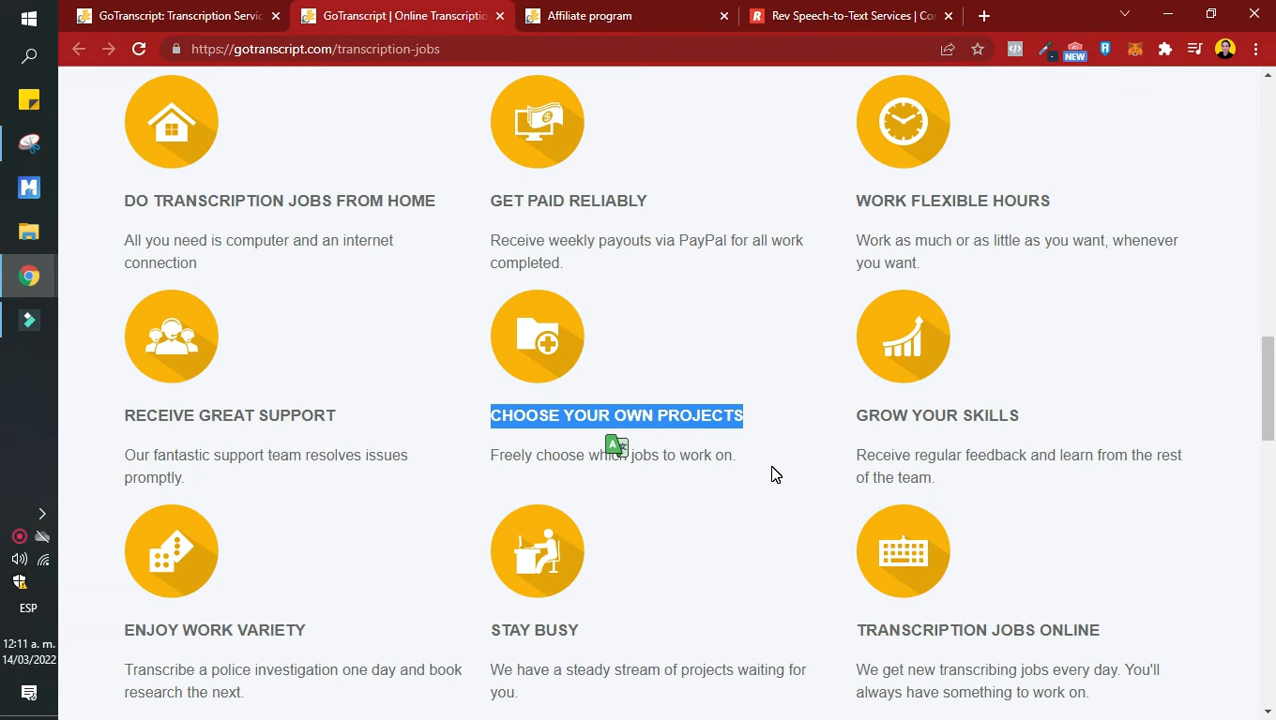 GoTranscript: Transcription Servic
GoTranscript | Online Transcriptio
Affiliate program
Rev Speech-to-Text Services | Co
https://gotranscript.com/transcription-jobs
NEW
DO TRANSCRIPTION JOBS FROM HOME
All you need is computer and an internet
connection
GET PAID RELIABLY
Receive weekly payouts via PayPal for all work
completed.
WORK FLEXIBLE HOURS
Work as much or as little as you want, whenever
you want.
RECEIVE GREAT SUPPORT
Our fantastic support team resolves issues
promptly.
CHOOSE YOUR OWN PROJECTS
Freely choose which jobs to work on.
GROW YOUR SKILLS
Receive regular feedback and learn from the rest
of the team.
ENJOY WORK VARIETY
Transcribe a police investigation one day and book
research the next.
STAY BUSY
We have a steady stream of projects waiting for
you.
TRANSCRIPTION JOBS ONLINE
We get new transcribing jobs every day. You'll
always have something to work on.
ESP
12:11 a. m.
14/03/2022